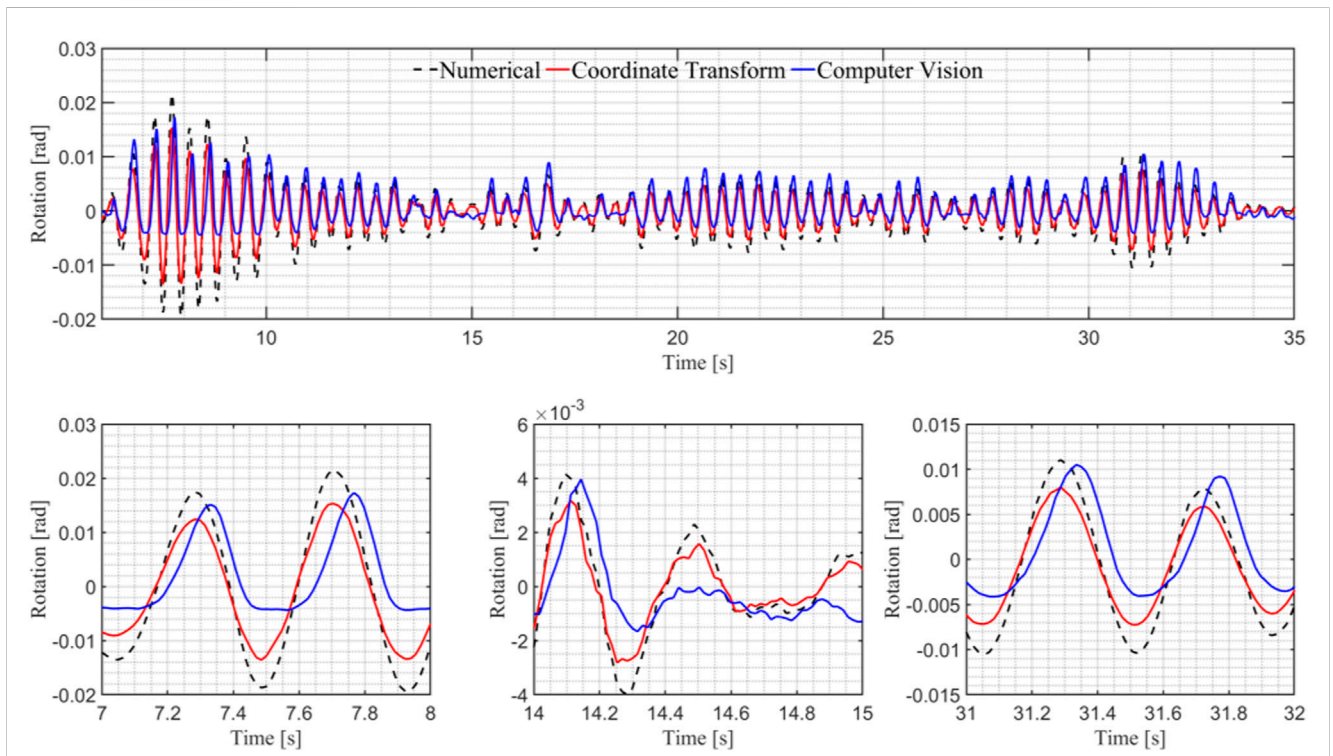 0.03
0.02
0.01
0
-0.01
-0.02
Rotation [rad]
Numerical Coordinate Transform Computer Vision
10 15 20 25 30 35
Time [s]
0.03
0.02
0.01
0
-0.01
-0.02
Rotation [rad]
7 7.2 7.4 7.6 7.8 8
Time [s]
×10-3
6
4
2
0
-2
-4
Rotation [rad]
14 14.2 14.4 14.6 14.8 15
Time [s]
0.015
0.01
0.005
0
-0.005
-0.01
-0.015
Rotation [rad]
31 31.2 31.4 31.6 31.8 32
Time [s]